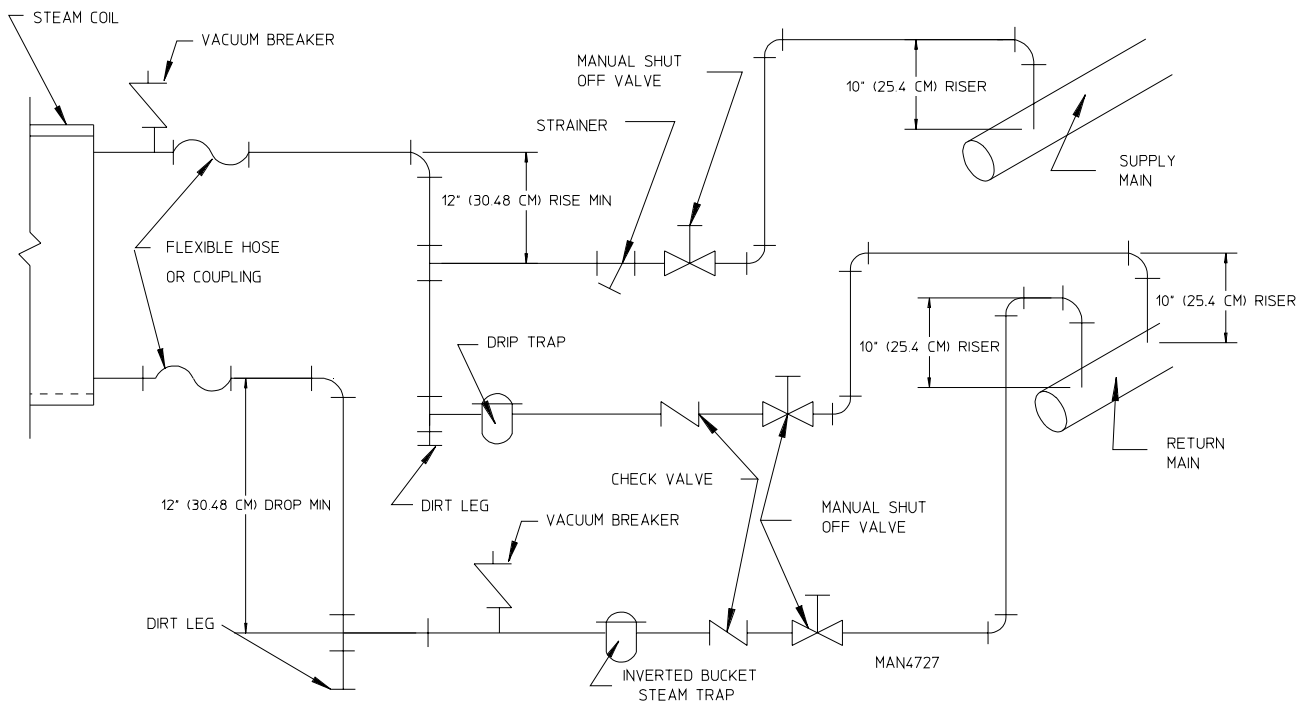 STEAM COIL
VACUUM BREAKER
MANUAL SHUT
OFF VALVE
10" (25.4 CM) RISER
STRAINER
SUPPLY
MAIN
12" (30.48 CM) RISE MIN
FLEXIBLE HOSE
OR COUPLING
10" (25.4 CM) RISER
10" (25.4 CM) RISER
DRIP TRAP
RETURN
MAIN
CHECK VALVE
12" (30.48 CM) DROP MIN
DIRT LEG
MANUAL SHUT
OFF VALVE
VACUUM BREAKER
DIRT LEG
MAN4727
INVERTED BUCKET
STEAM TRAP